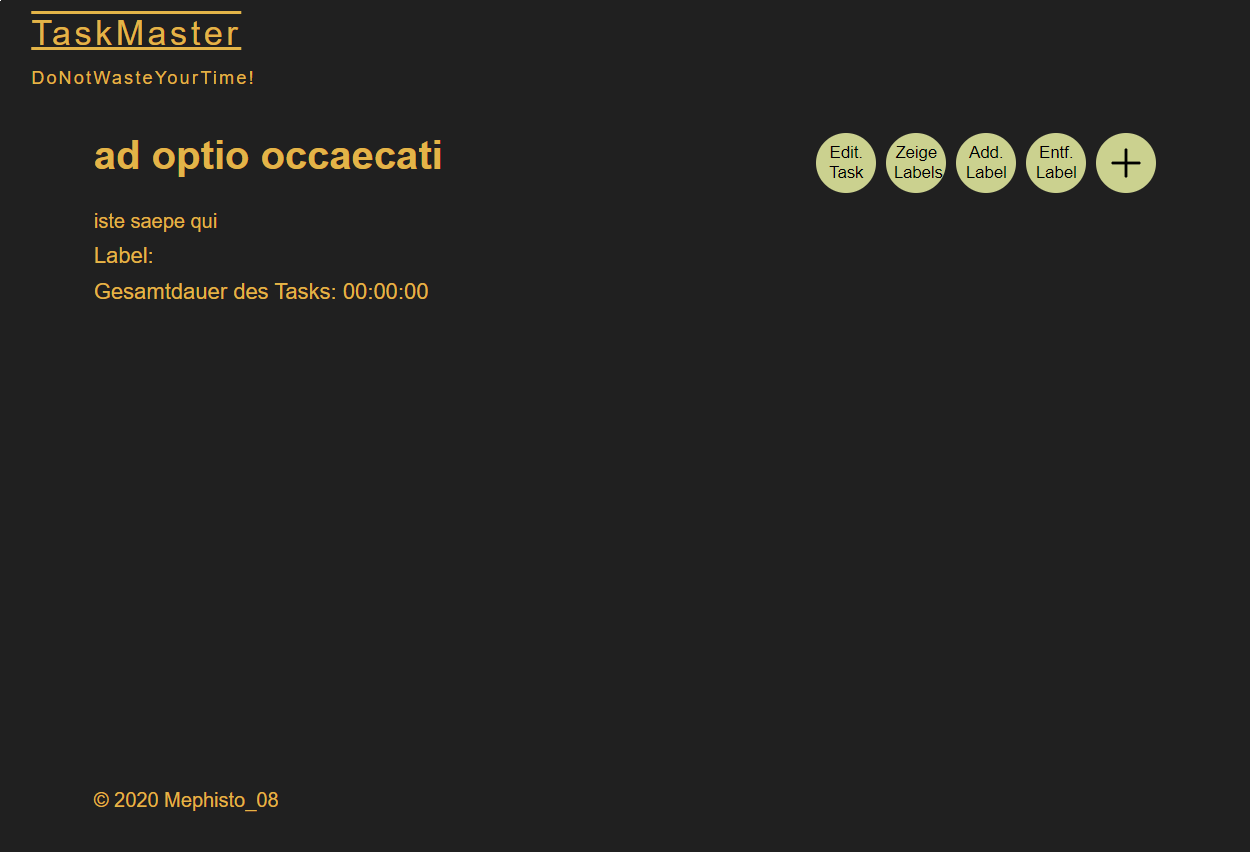 TaskMaster
DoNotWasteYourTime!
ad optio occaecati
Edit.
Task
Zeige
Labels
Add.
Label
Entf.
Label
iste saepe qui
Label:
Gesamtdauer des Tasks: 00:00:00
© 2020 Mephisto_08